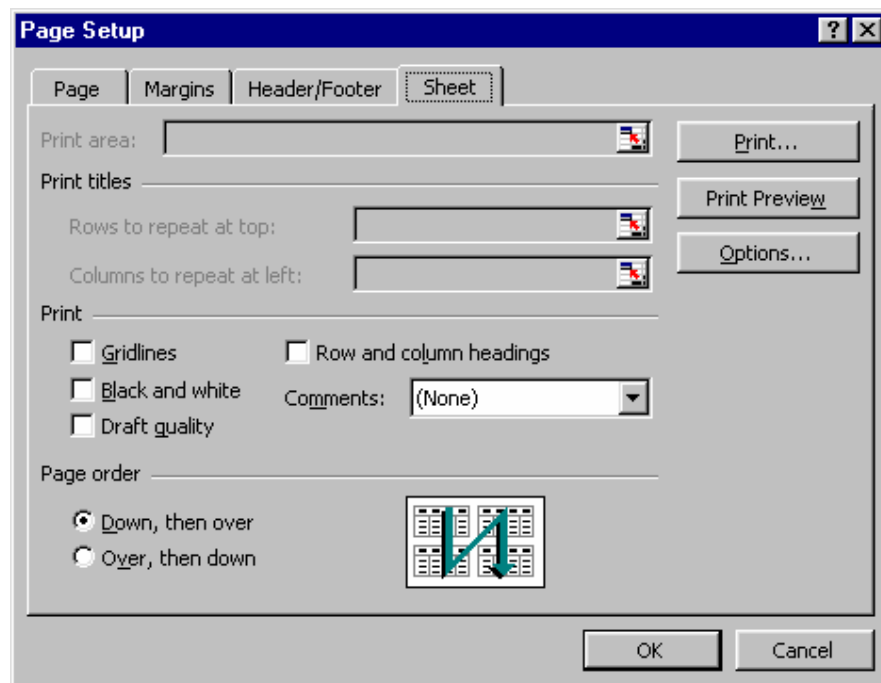 Page Setup
Page Margins Header/Footer Sheet
Print area:
Print...
Print titles
Print Preview
Rows to repeat at top:
Options...
Columns to repeat at left:
Print
Gridlines
Row and column headings
Black and white
Comments: (None)
Draft quality
Page order
Down, then over
Over, then down
OK Cancel